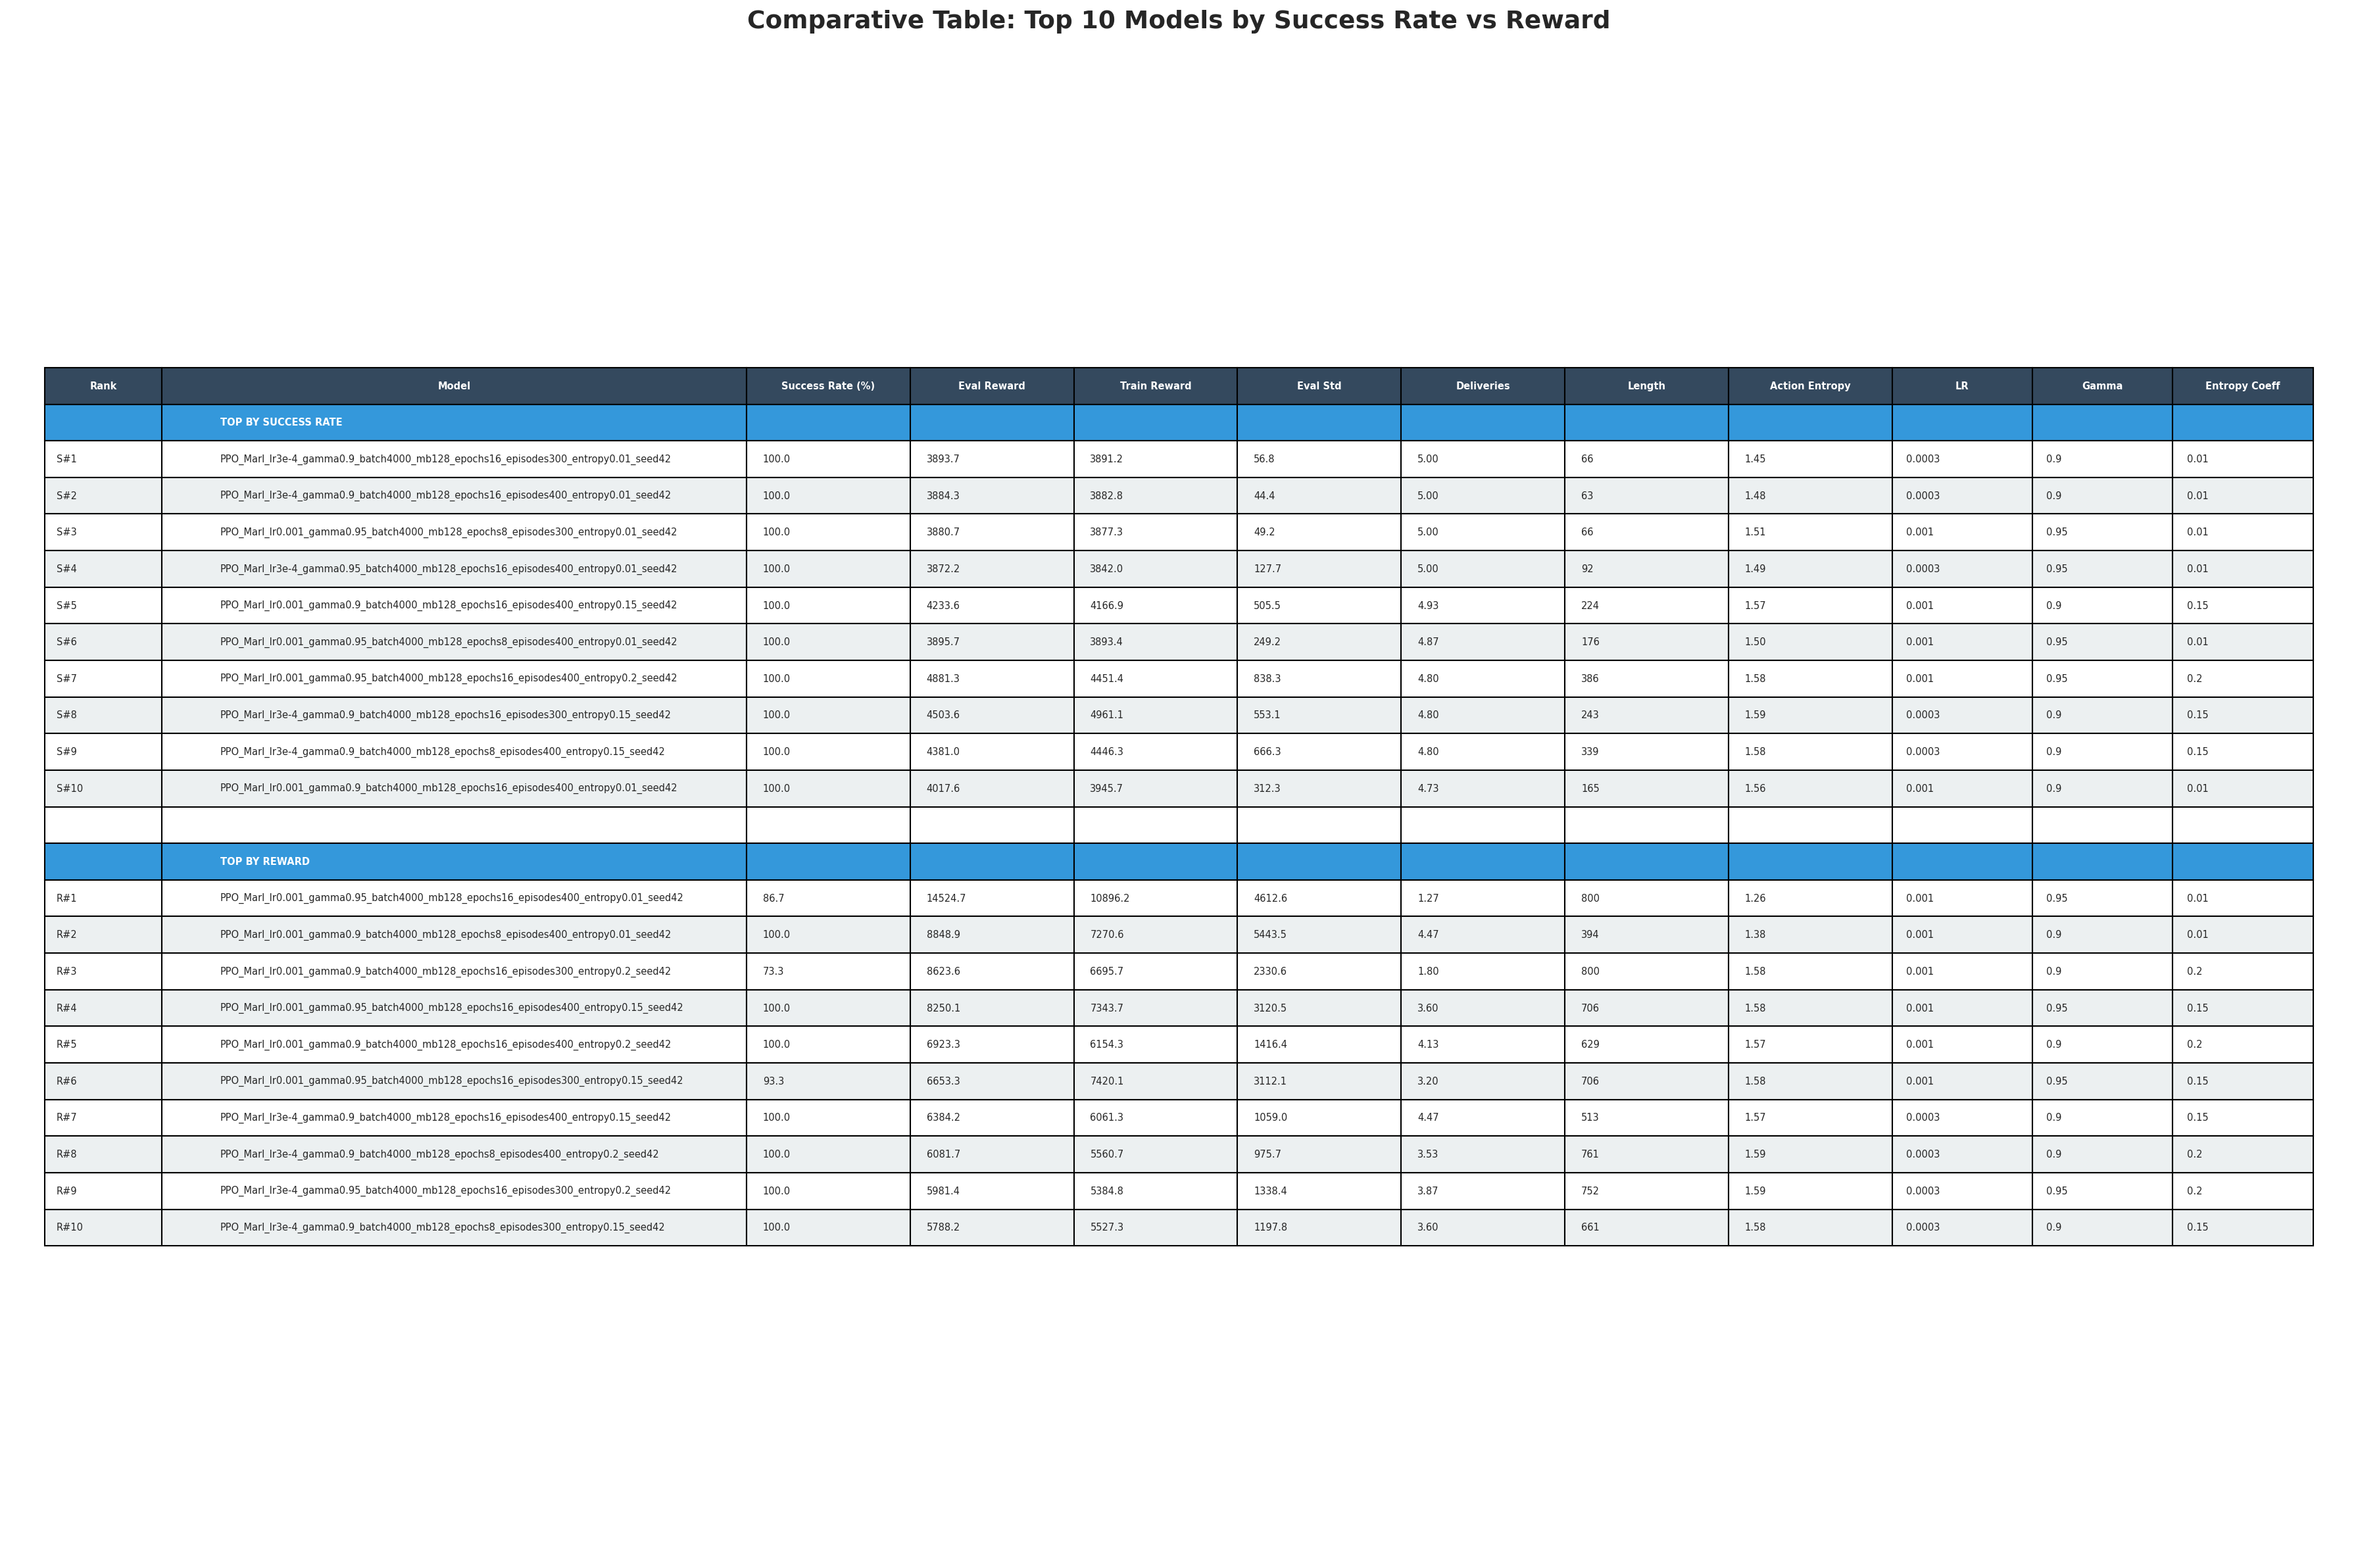 Comparative Table: Top 10 Models by Success Rate vs Reward
Rank Model Success Rate (%) Eval Reward Train Reward Eval Std Deliveries Length Action Entropy LR Gamma Entropy Coeff
TOP BY SUCCESS RATE
S#1 PPO_Marl_lr3e-4_gamma0.9_batch4000_mb128_epochs16_episodes300_entropy0.01_seed42 100.0 3893.7 3891.2 56.8 5.00 66 1.45 0.0003 0.9 0.01
S#2 PPO_Marl_lr3e-4_gamma0.9_batch4000_mb128_epochs16_episodes400_entropy0.01_seed42 100.0 3884.3 3882.8 44.4 5.00 63 1.48 0.0003 0.9 0.01
S#3 PPO_Marl_lr0.001_gamma0.95_batch4000_mb128_epochs8_episodes300_entropy0.01_seed42 100.0 3880.7 3877.3 49.2 5.00 66 1.51 0.001 0.95 0.01
S#4 PPO_Marl_lr3e-4_gamma0.95_batch4000_mb128_epochs16_episodes400_entropy0.01_seed42 100.0 3872.2 3842.0 127.7 5.00 92 1.49 0.0003 0.95 0.01
S#5 PPO_Marl_lr0.001_gamma0.9_batch4000_mb128_epochs16_episodes400_entropy0.15_seed42 100.0 4233.6 4166.9 505.5 4.93 224 1.57 0.001 0.9 0.15
S#6 PPO_Marl_lr0.001_gamma0.95_batch4000_mb128_epochs8_episodes400_entropy0.01_seed42 100.0 3895.7 3893.4 249.2 4.87 176 1.50 0.001 0.95 0.01
S#7 PPO_Marl_lr0.001_gamma0.95_batch4000_mb128_epochs16_episodes400_entropy0.2_seed42 100.0 4881.3 4451.4 838.3 4.80 386 1.58 0.001 0.95 0.2
S#8 PPO_Marl_lr3e-4_gamma0.9_batch4000_mb128_epochs16_episodes300_entropy0.15_seed42 100.0 4503.6 4961.1 553.1 4.80 243 1.59 0.0003 0.9 0.15
S#9 PPO_Marl_lr3e-4_gamma0.9_batch4000_mb128_epochs8_episodes400_entropy0.15_seed42 100.0 4381.0 4446.3 666.3 4.80 339 1.58 0.0003 0.9 0.15
S#10 PPO_Marl_lr0.001_gamma0.9_batch4000_mb128_epochs16_episodes400_entropy0.01_seed42 100.0 4017.6 3945.7 312.3 4.73 165 1.56 0.001 0.9 0.01
TOP BY REWARD
R#1 PPO_Marl_lr0.001_gamma0.95_batch4000_mb128_epochs16_episodes400_entropy0.01_seed42 86.7 14524.7 10896.2 4612.6 1.27 800 1.26 0.001 0.95 0.01
R#2 PPO_Marl_lr0.001_gamma0.9_batch4000_mb128_epochs8_episodes400_entropy0.01_seed42 100.0 8848.9 7270.6 5443.5 4.47 394 1.38 0.001 0.9 0.01
R#3 PPO_Marl_lr0.001_gamma0.9_batch4000_mb128_epochs16_episodes300_entropy0.2_seed42 73.3 8623.6 6695.7 2330.6 1.80 800 1.58 0.001 0.9 0.2
R#4 PPO_Marl_lr0.001_gamma0.95_batch4000_mb128_epochs16_episodes400_entropy0.15_seed42 100.0 8250.1 7343.7 3120.5 3.60 706 1.58 0.001 0.95 0.15
R#5 PPO_Marl_lr0.001_gamma0.9_batch4000_mb128_epochs16_episodes400_entropy0.2_seed42 100.0 6923.3 6154.3 1416.4 4.13 629 1.57 0.001 0.9 0.2
R#6 PPO_Marl_lr0.001_gamma0.95_batch4000_mb128_epochs16_episodes300_entropy0.15_seed42 93.3 6653.3 7420.1 3112.1 3.20 706 1.58 0.001 0.95 0.15
R#7 PPO_Marl_lr3e-4_gamma0.9_batch4000_mb128_epochs16_episodes400_entropy0.15_seed42 100.0 6384.2 6061.3 1059.0 4.47 513 1.57 0.0003 0.9 0.15
R#8 PPO_Marl_lr3e-4_gamma0.9_batch4000_mb128_epochs8_episodes400_entropy0.2_seed42 100.0 6081.7 5560.7 975.7 3.53 761 1.59 0.0003 0.9 0.2
R#9 PPO_Marl_lr3e-4_gamma0.95_batch4000_mb128_epochs16_episodes300_entropy0.2_seed42 100.0 5981.4 5384.8 1338.4 3.87 752 1.59 0.0003 0.95 0.2
R#10 PPO_Marl_lr3e-4_gamma0.9_batch4000_mb128_epochs8_episodes300_entropy0.15_seed42 100.0 5788.2 5527.3 1197.8 3.60 661 1.58 0.0003 0.9 0.15